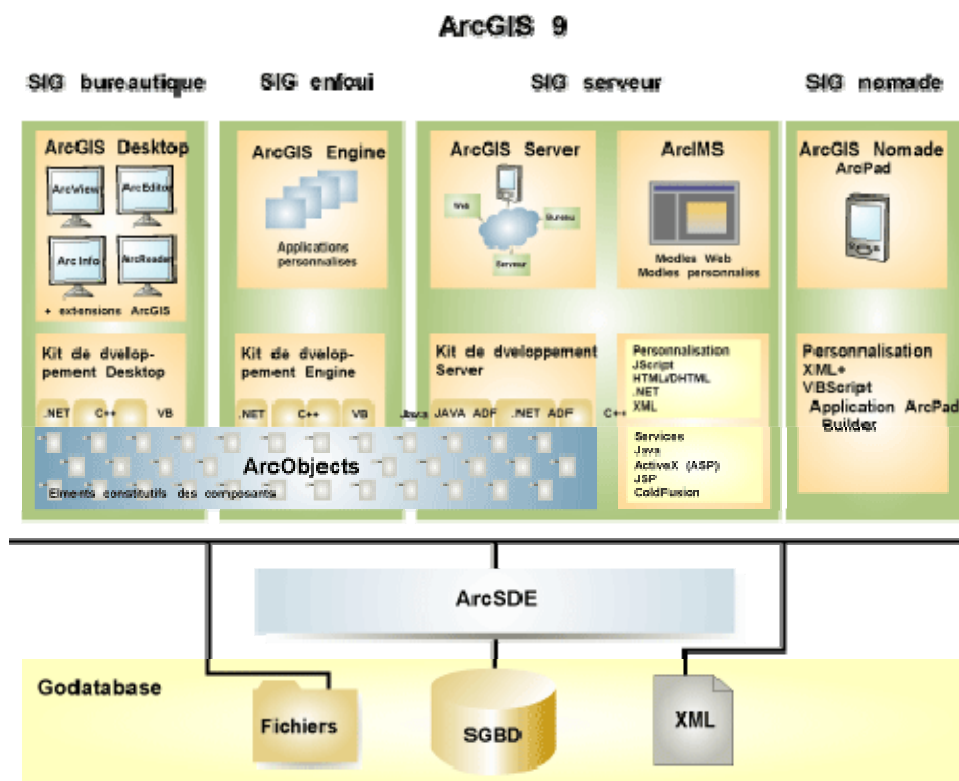 ArcGIS 9
SIG bureautique
SIG enfoui
SIG serveur
SIG nomade
ArcGIS Desktop
ArcView
ArcEditor
Arc Info
ArcReader
+ extensions ArcGIS
Kit de dvelop-
pement Desktop
.NET C++ VB
ArcGIS Engine
Applications
personnalises
Kit de dvelop-
pement Engine
.NET C++ VB Java
ArcGIS Server
Web
Bureau
Serveur
Kit de dveloppement
Server
JAVA ADF .NET ADF C++
ArcIMS
Modles Web
Modles personnaliss
Personnalisation
JScript
HTML/DHTML
.NET
XML
Services
Java
ActiveX (ASP)
JSP
ColdFusion
ArcGIS Nomade
ArcPad
Personnalisation
XML+
VBScript
Application ArcPad
Builder
ArcObjects
Elments constitutifs des composants
ArcSDE
Godatabase
Fichiers
SGBD
XML